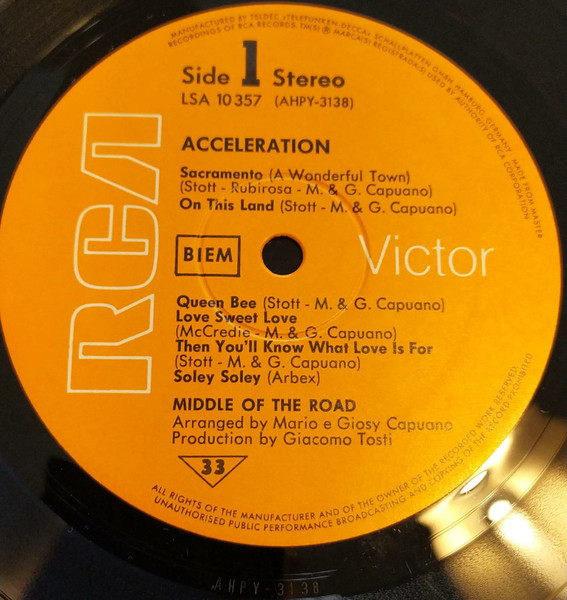 MANUFACTURED BY TELDEC »TELEFUNKEN-DECCA« SCHALLPLATTEN GMBH, HAMBURG, GERMANY · MADE FROM MASTER
RECORDINGS OF RCA RECORDS. TM(S) ® MARCA(S) REGISTRADA(S) USED BY AUTHORITY OF RCA CORPORATION
Side 1 Stereo
LSA 10357 (AHPY-3138)
ACCELERATION
Sacramento (A Wonderful Town)
(Stott - Rubirosa - M. & G. Capuano)
On This Land (Stott - M. & G. Capuano)
RCA
BIEM
Victor
Queen Bee (Stott - M. & G. Capuano)
Love Sweet Love
(McCredie - M. & G. Capuano)
Then You'll Know What Love Is For
(Stott - M. & G. Capuano)
Soley Soley (Arbex)
MIDDLE OF THE ROAD
Arranged by Mario e Giosy Capuano
Production by Giacomo Tosti
33
ALL RIGHTS OF THE MANUFACTURER AND OF THE OWNER OF THE RECORDED WORK RESERVED.
UNAUTHORISED PUBLIC PERFORMANCE BROADCASTING AND COPYING OF THE RECORD PROHIBITED
AHPY-3138